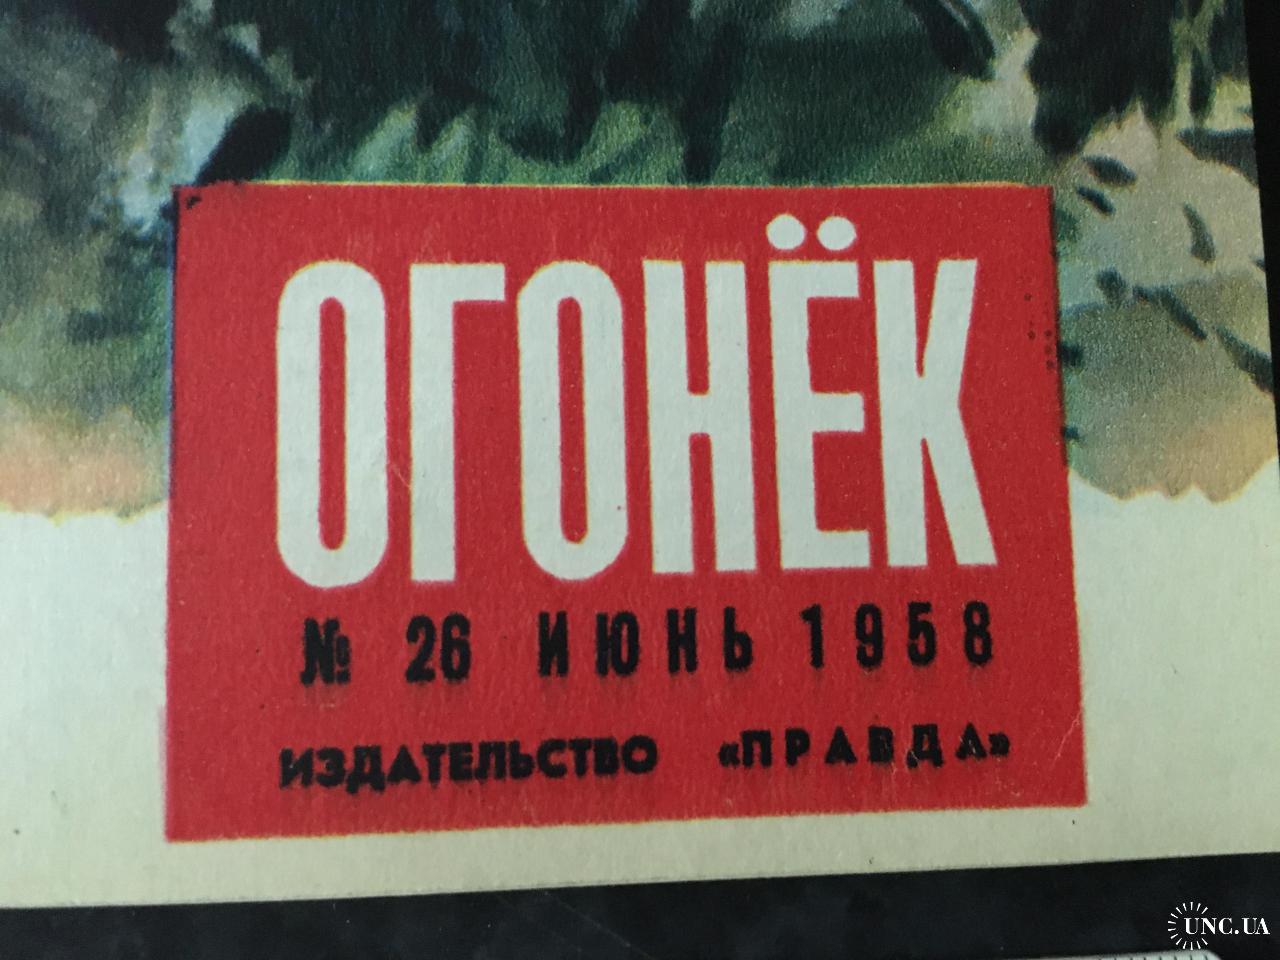 ОГОНЁК
№ 26 ИЮНЬ 1958
ИЗДАТЕЛЬСТВО «ПРАВДА»
UNC.UA